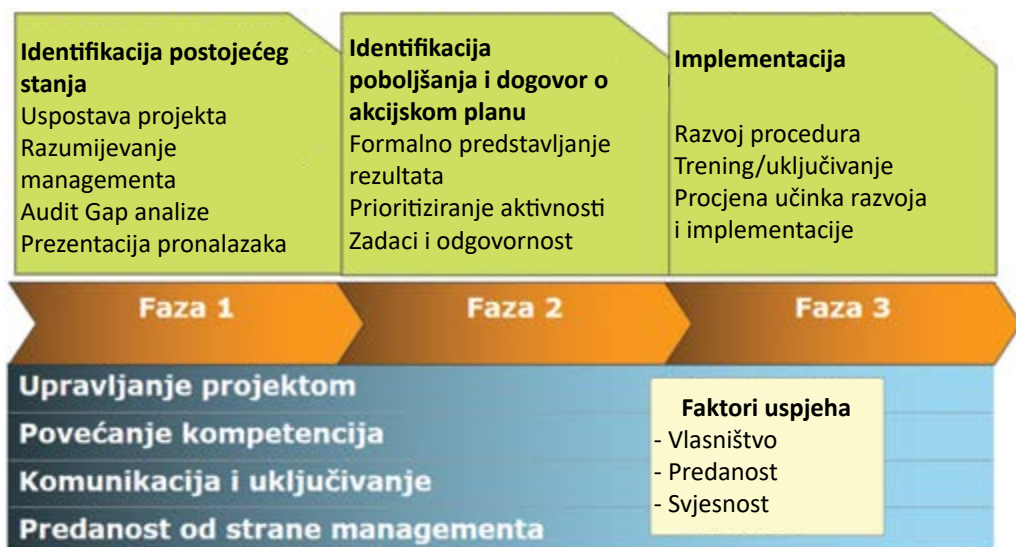 Identifikacija postojećeg
stanja
Uspostava projekta
Razumijevanje
managementa
Audit Gap analize
Prezentacija pronalazaka
Identifikacija
poboljšanja i dogovor o
akcijskom planu
Formalno predstavljanje
rezultata
Prioritiziranje aktivnosti
Zadaci i odgovornost
Implementacija
Razvoj procedura
Trening/uključivanje
Procjena učinka razvoja
i implementacije
Faza 1
Faza 2
Faza 3
Upravljanje projektom
Povećanje kompetencija
Komunikacija i uključivanje
Predanost od strane managementa
Faktori uspjeha
- Vlasništvo
- Predanost
- Svjesnost